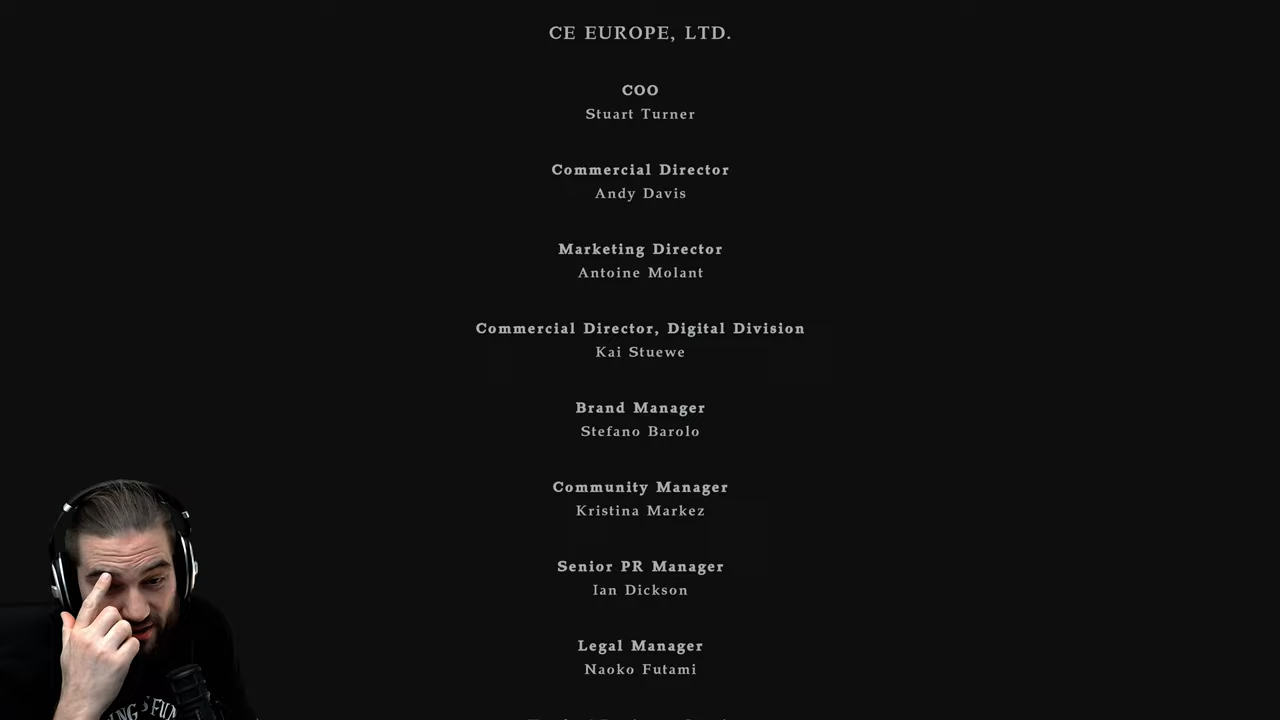 CE EUROPE, LTD.
COO
Stuart Turner
Commercial Director
Andy Davis
Marketing Director
Antoine Molant
Commercial Director, Digital Division
Kai Stuewe
Brand Manager
Stefano Barolo
Community Manager
Kristina Markez
Senior PR Manager
Ian Dickson
Legal Manager
Naoko Futami